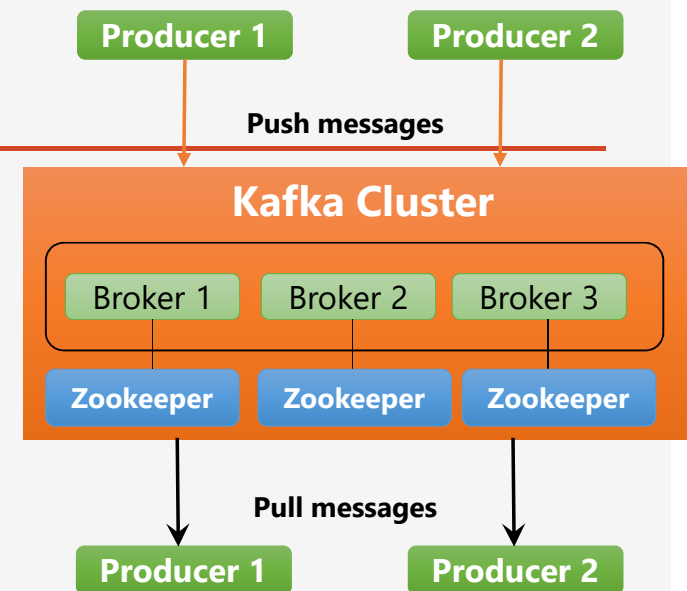 Producer 1
Producer 2
Push messages
Kafka Cluster
Broker 1
Broker 2
Broker 3
Zookeeper
Zookeeper
Zookeeper
Pull messages
Producer 1
Producer 2